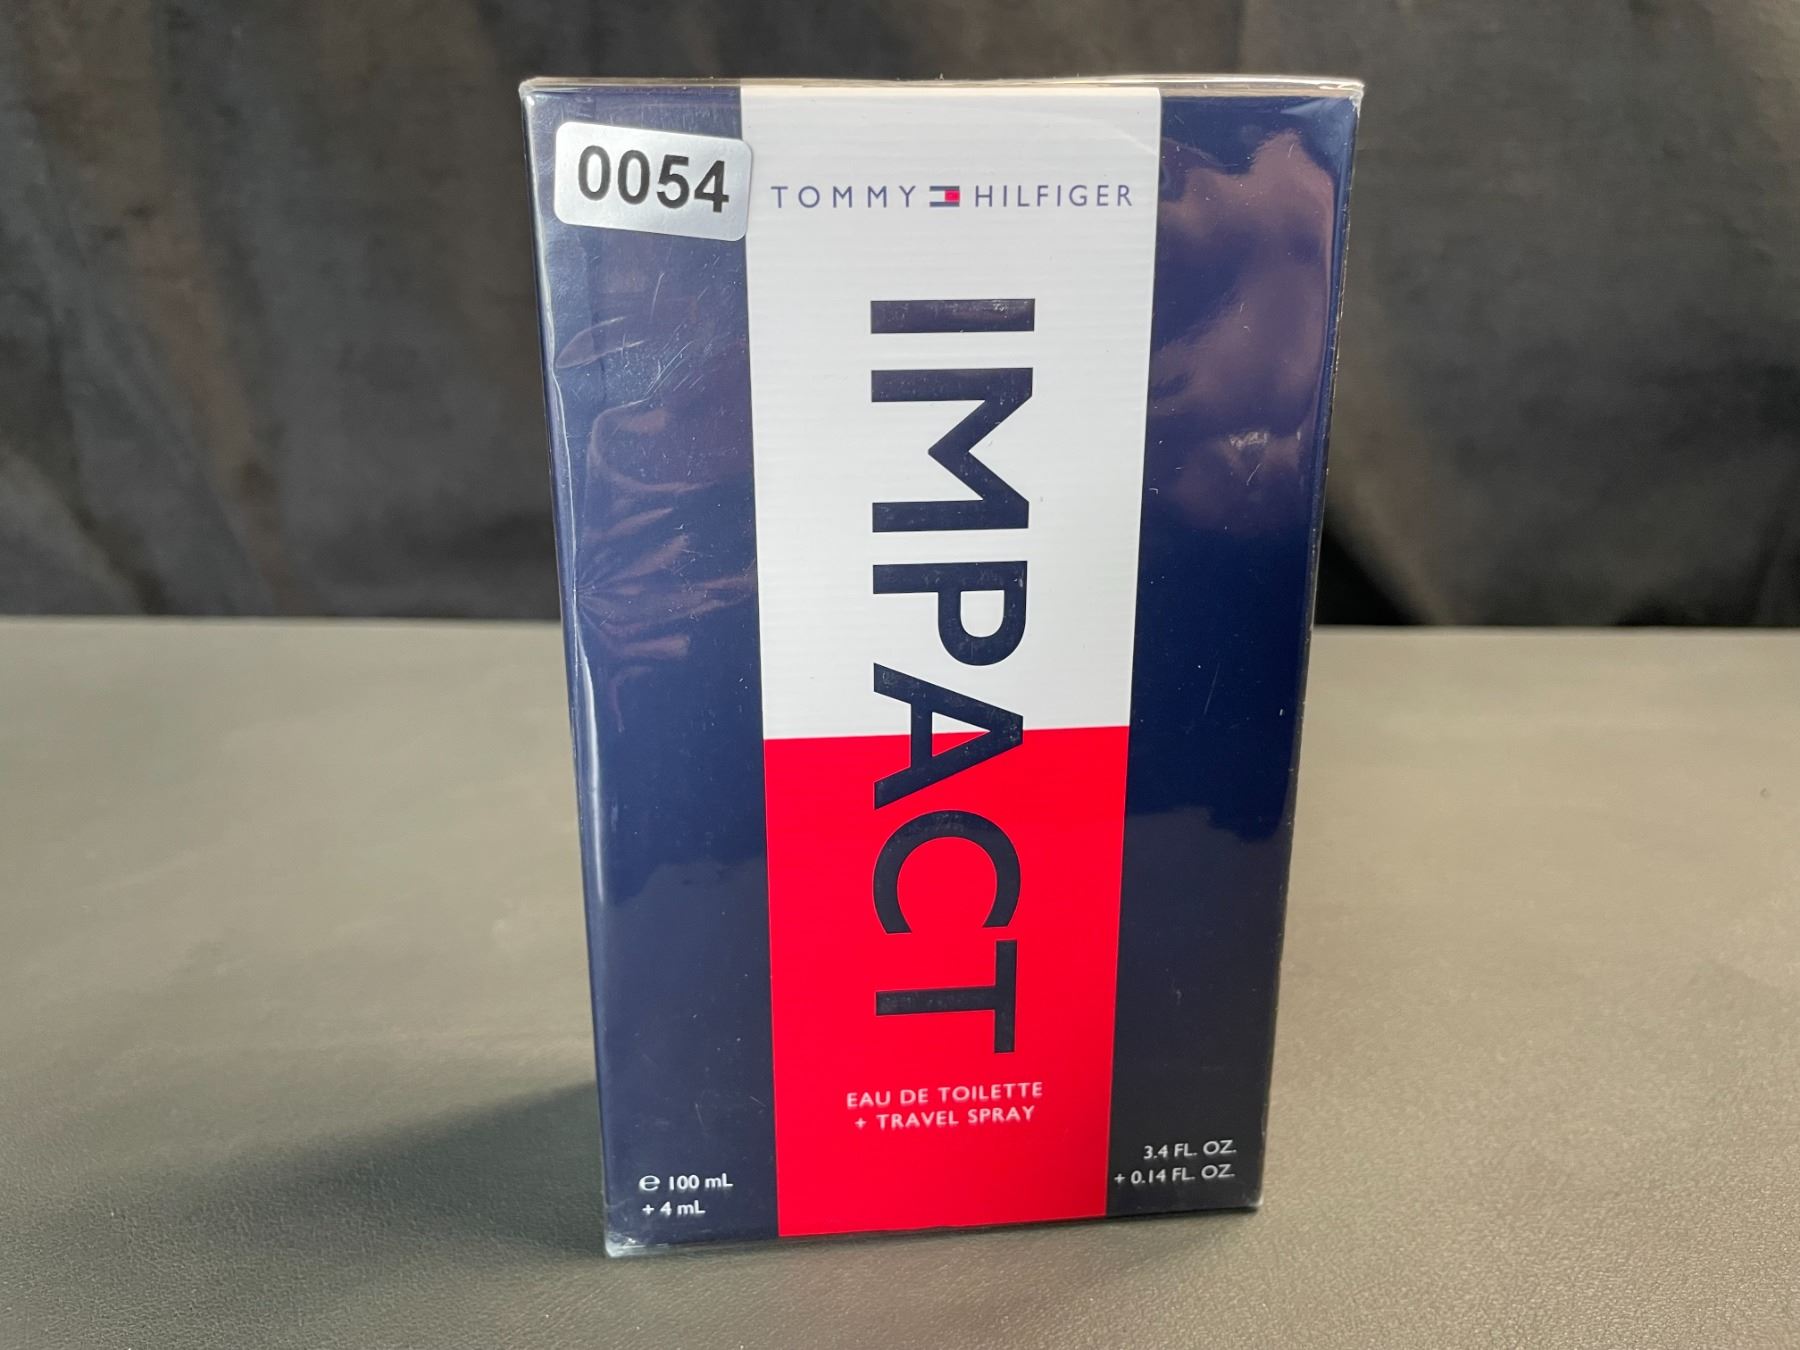 0054
TOMMY HILFIGER
IMPACT
EAU DE TOILETTE
+ TRAVEL SPRAY
℮ 100 mL
+ 4 mL
3.4 FL. OZ.
+ 0.14 FL. OZ.